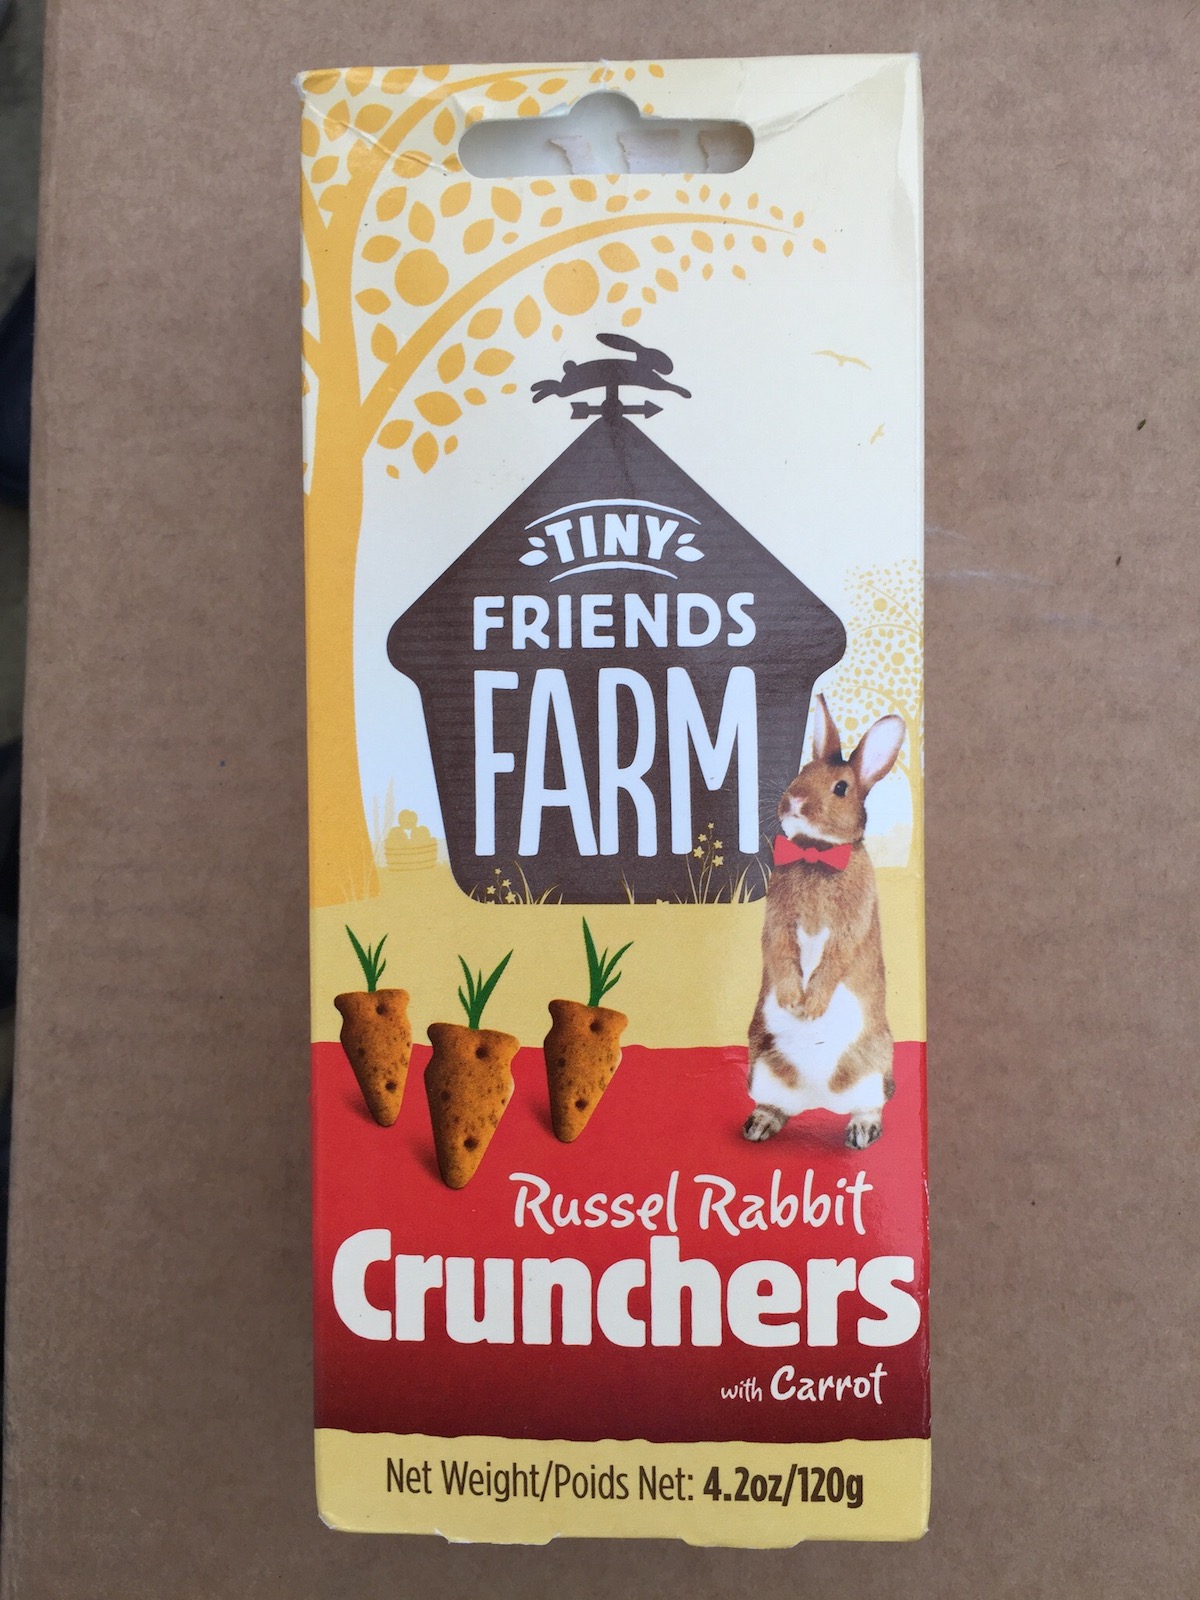 TINY
FRIENDS
FARM
Russel Rabbit
Crunchers
with Carrot
Net Weight/Poids Net: 4.2oz/120g